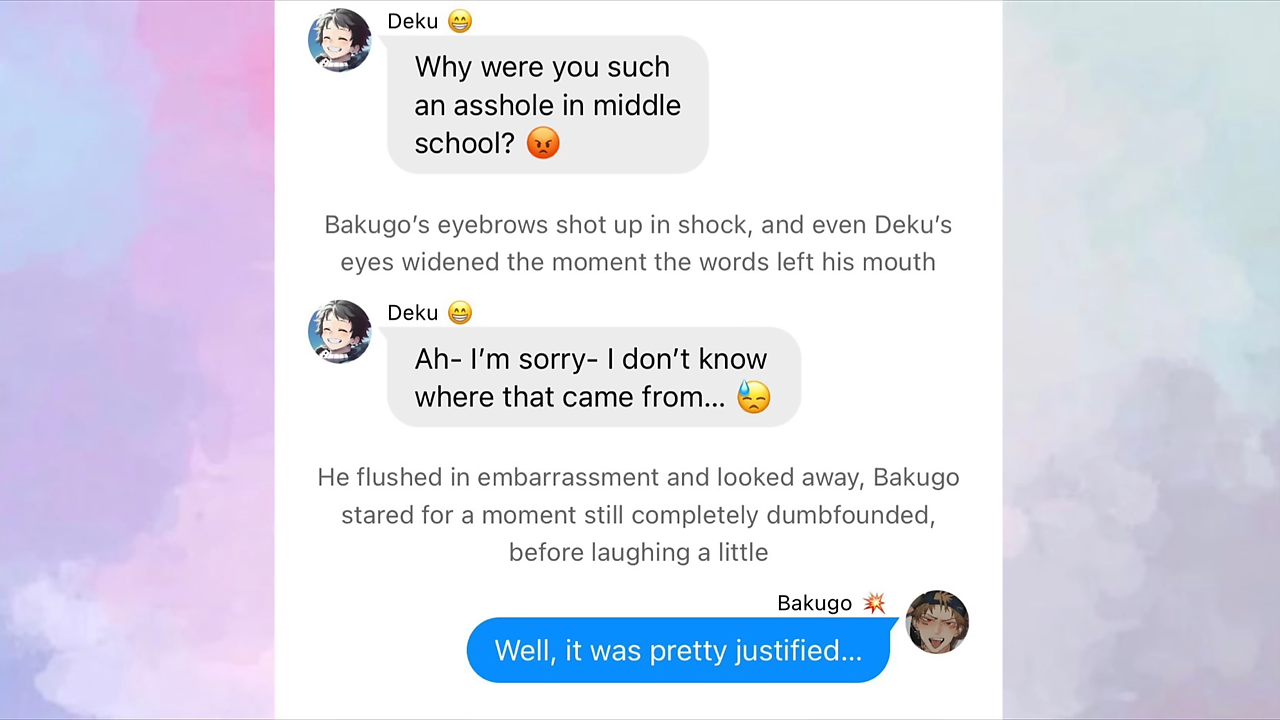 Deku 😁
Why were you such
an asshole in middle
school? 😡
Bakugo’s eyebrows shot up in shock, and even Deku’s
eyes widened the moment the words left his mouth
Deku 😁
Ah- I’m sorry- I don’t know
where that came from... 😓
He flushed in embarrassment and looked away, Bakugo
stared for a moment still completely dumbfounded,
before laughing a little
Bakugo 💥
Well, it was pretty justified...